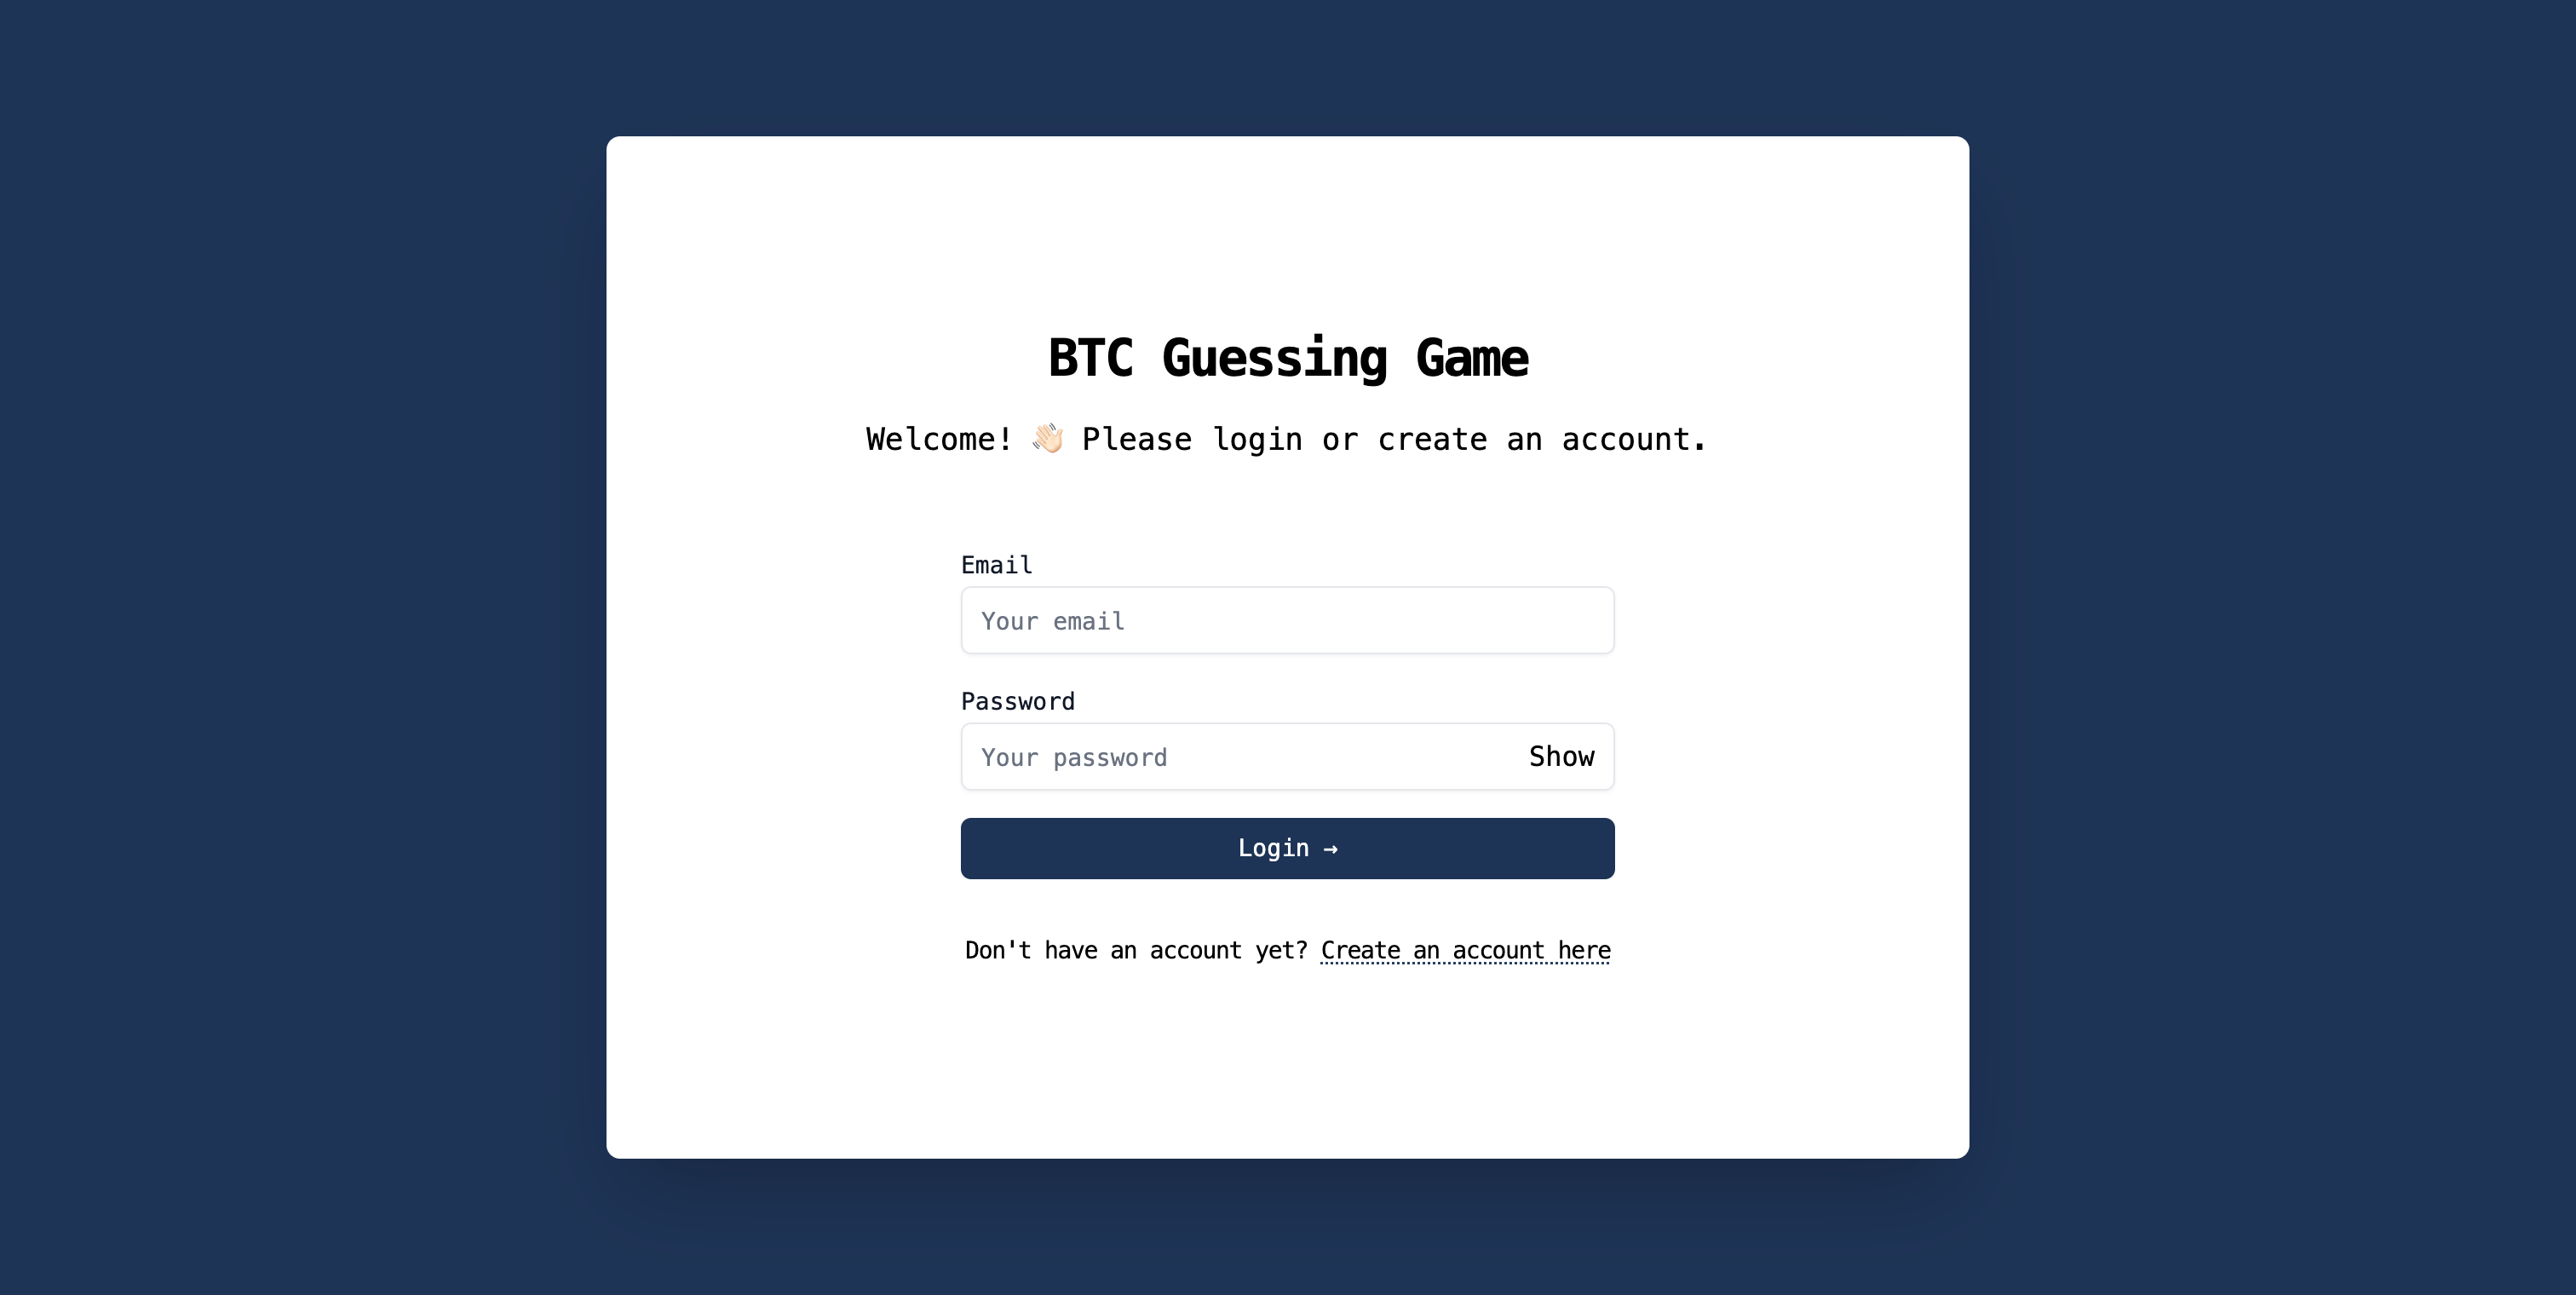 BTC Guessing Game
Welcome! 👋🏻 Please login or create an account.
Email
Your email
Password
Your password Show
Login →
Don't have an account yet? Create an account here